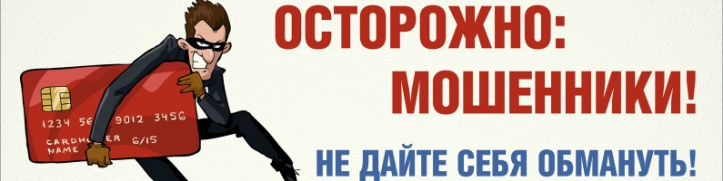 ОСТОРОЖНО:
МОШЕННИКИ!
НЕ ДАЙТЕ СЕБЯ ОБМАНУТЬ!
1234 56 9012 3456
6/15
NAME